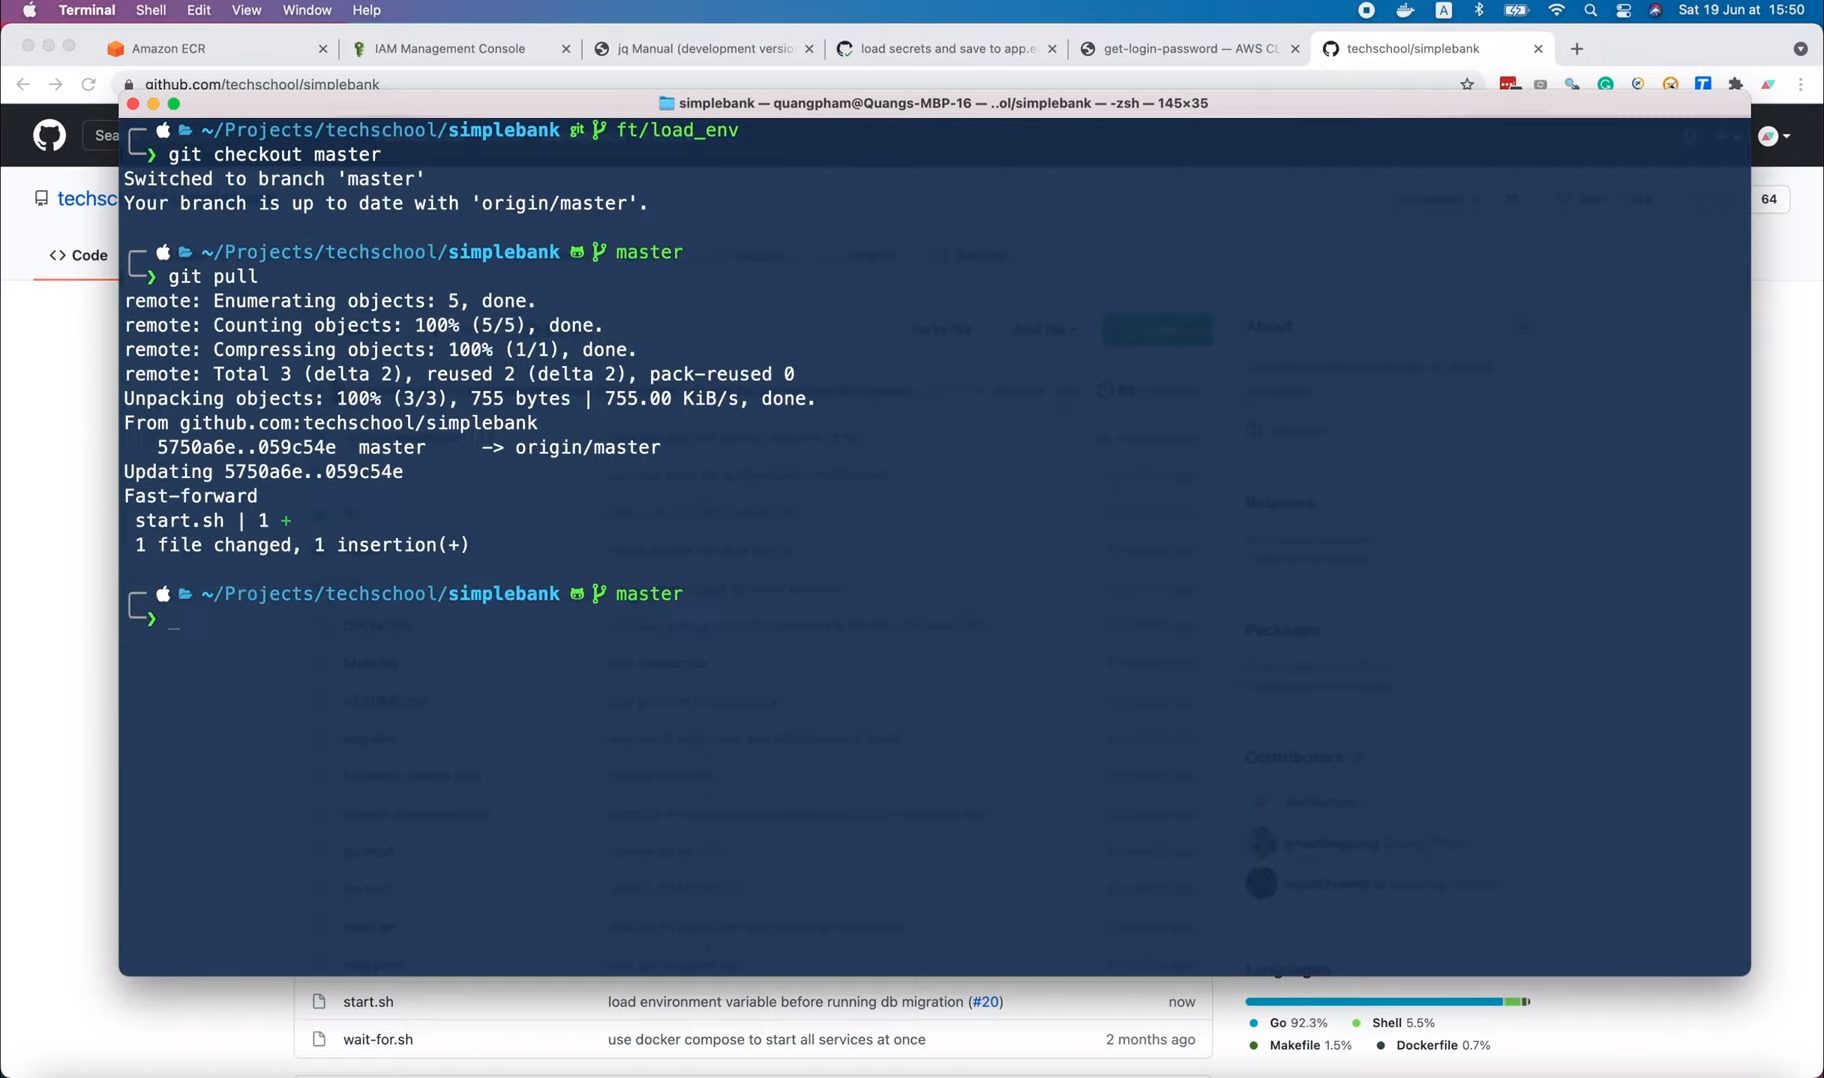 Terminal Shell Edit View Window Help
A Sat 19 Jun at 15:50
Amazon ECR
IAM Management Console
jq Manual (development versio
load secrets and save to app.e
get-login-password — AWS CL
techschool/simplebank
github.com/techschool/simplebank
simplebank — quangpham@Quangs-MBP-16 — ..ol/simplebank — -zsh — 145×35
Sea
~/Projects/techschool/simplebank git ft/load_env
git checkout master
Switched to branch 'master'
Your branch is up to date with 'origin/master'.
techsc
64
~/Projects/techschool/simplebank master
<> Code
git pull
remote: Enumerating objects: 5, done.
remote: Counting objects: 100% (5/5), done.
remote: Compressing objects: 100% (1/1), done.
remote: Total 3 (delta 2), reused 2 (delta 2), pack-reused 0
Unpacking objects: 100% (3/3), 755 bytes | 755.00 KiB/s, done.
From github.com:techschool/simplebank
5750a6e..059c54e master -> origin/master
Updating 5750a6e..059c54e
Fast-forward
start.sh | 1 +
1 file changed, 1 insertion(+)
~/Projects/techschool/simplebank master
About
Releases
Packages
Contributors
Languages
start.sh load environment variable before running db migration (#20) now
wait-for.sh use docker compose to start all services at once 2 months ago
Go 92.3% Shell 5.5%
Makefile 1.5% Dockerfile 0.7%